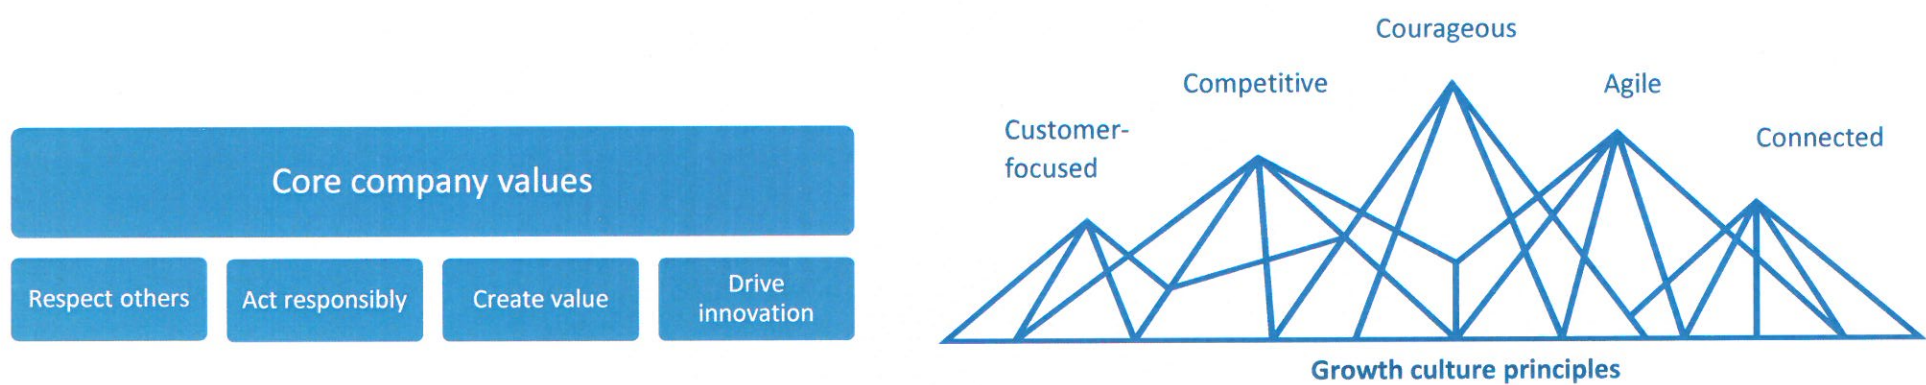 Core company values
Respect others
Act responsibly
Create value
Drive
innovation
Courageous
Competitive
Agile
Customer-
focused
Connected
Growth culture principles